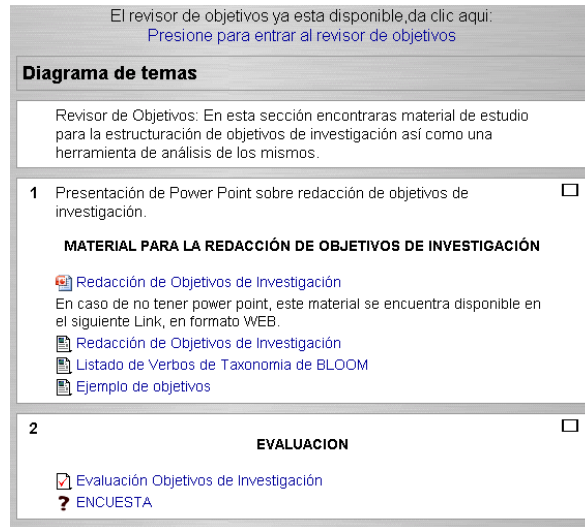 El revisor de objetivos ya esta disponible,da clic aqui:
Presione para entrar al revisor de objetivos
Diagrama de temas
Revisor de Objetivos: En esta sección encontraras material de estudio
para la estructuración de objetivos de investigación así como una
herramienta de análisis de los mismos.
1 Presentación de Power Point sobre redacción de objetivos de
investigación.
MATERIAL PARA LA REDACCIÓN DE OBJETIVOS DE INVESTIGACIÓN
Redacción de Objetivos de Investigación
En caso de no tener power point, este material se encuentra disponible en
el siguiente Link, en formato WEB.
Redacción de Objetivos de Investigación
Listado de Verbos de Taxonomia de BLOOM
Ejemplo de objetivos
2
EVALUACION
Evaluación Objetivos de Investigación
? ENCUESTA